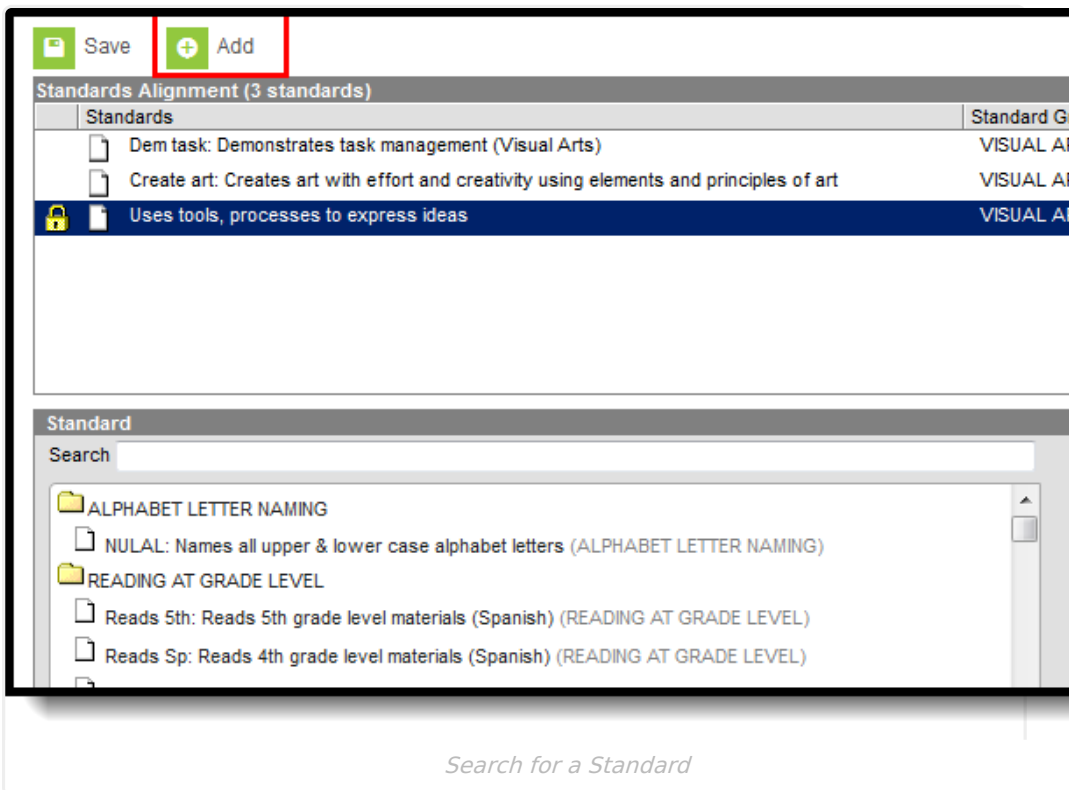 Save Add
Standards Alignment (3 standards)
Standards Standard G
Dem task: Demonstrates task management (Visual Arts) VISUAL A
Create art: Creates art with effort and creativity using elements and principles of art VISUAL A
Uses tools, processes to express ideas VISUAL A
Standard
Search
ALPHABET LETTER NAMING
NULAL: Names all upper & lower case alphabet letters (ALPHABET LETTER NAMING)
READING AT GRADE LEVEL
Reads 5th: Reads 5th grade level materials (Spanish) (READING AT GRADE LEVEL)
Reads Sp: Reads 4th grade level materials (Spanish) (READING AT GRADE LEVEL)
Search for a Standard